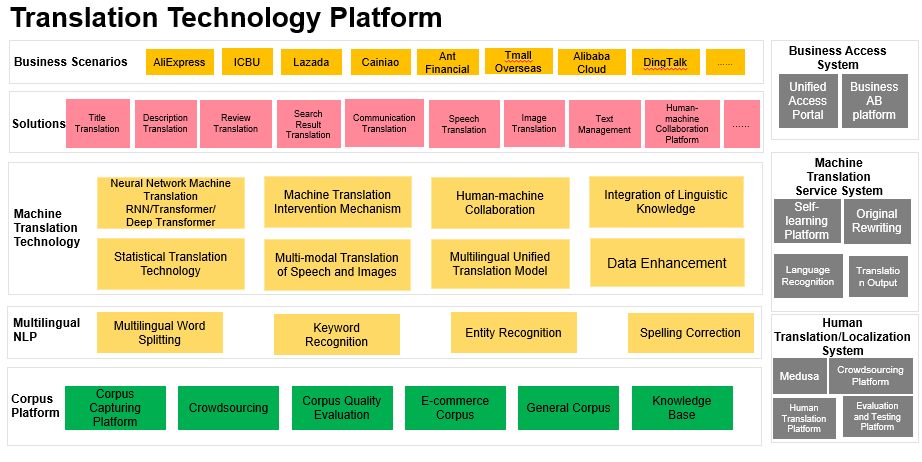 Translation Technology Platform
Business Scenarios
AliExpress
ICBU
Lazada
Cainiao
Ant
Financial
Tmall
Overseas
Alibaba
Cloud
DingTalk
......
Solutions
Title
Translation
Description
Translation
Review
Translation
Search
Result
Translation
Communication
Translation
Speech
Translation
Image
Translation
Text
Management
Human-
machine
Collaboration
Platform
......
Machine
Translation
Technology
Neural Network Machine
Translation
RNN/Transformer/
Deep Transformer
Machine Translation
Intervention Mechanism
Human-machine
Collaboration
Integration of Linguistic
Knowledge
Statistical Translation
Technology
Multi-modal Translation
of Speech and Images
Multilingual Unified
Translation Model
Data Enhancement
Multilingual
NLP
Multilingual Word
Splitting
Keyword
Recognition
Entity Recognition
Spelling Correction
Corpus
Platform
Corpus
Capturing
Platform
Crowdsourcing
Corpus Quality
Evaluation
E-commerce
Corpus
General Corpus
Knowledge
Base
Business Access
System
Unified
Access
Portal
Business
AB
platform
Machine
Translation
Service System
Self-
learning
Platform
Original
Rewriting
Language
Recognition
Translatio
n Output
Human
Translation/Localization
System
Medusa
Crowdsourcing
Platform
Human
Translation
Platform
Evaluation
and Testing
Platform